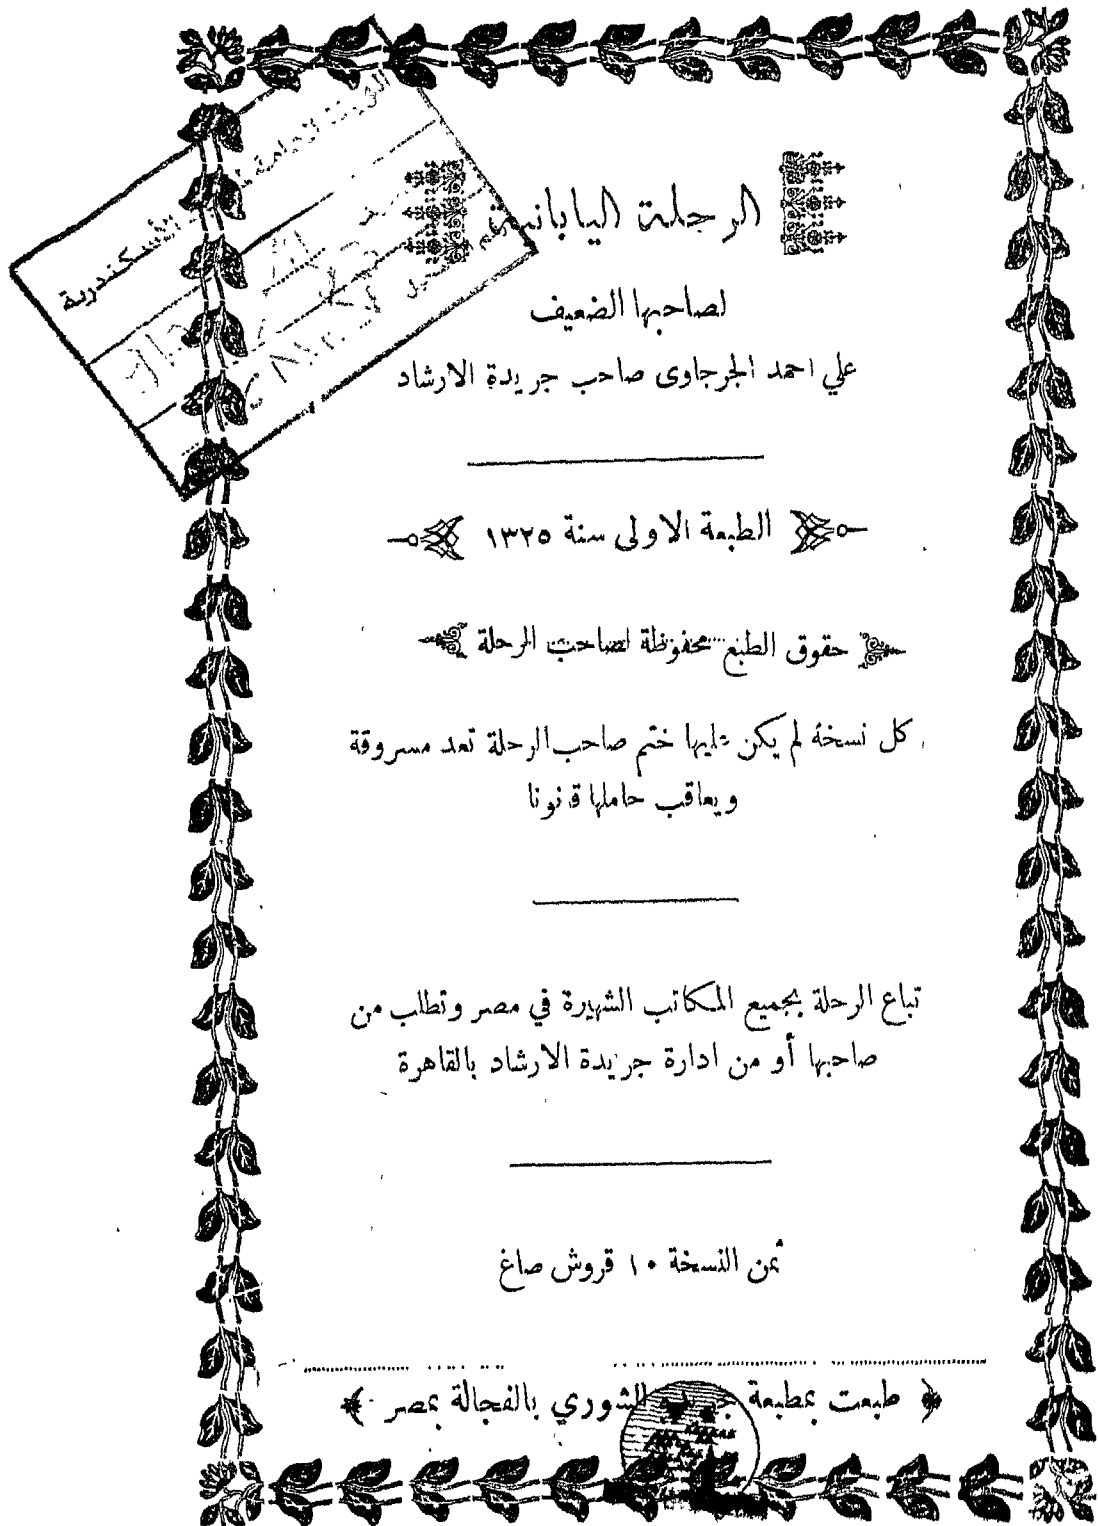 الرحلة اليابانية
لصاحبها الضعيف
علي احمد الجرجاوى صاحب جريدة الارشاد
الطبعة الاولى سنة ١٣٢٥
حقوق الطبع محفوظة لصاحب الرحلة
كل نسخة لم يكن عليها ختم صاحب الرحلة تعد مسروقة
ويعاقب حاملها قانونا
تباع الرحلة بجميع المكاتب الشهيرة في مصر وتطلب من
صاحبها أو من ادارة جريدة الارشاد بالقاهرة
ثمن النسخة ١٠ قروش صاغ
طبعت بمطبعة جريدة الشوري بالفجالة بمصر
الأسكندرية